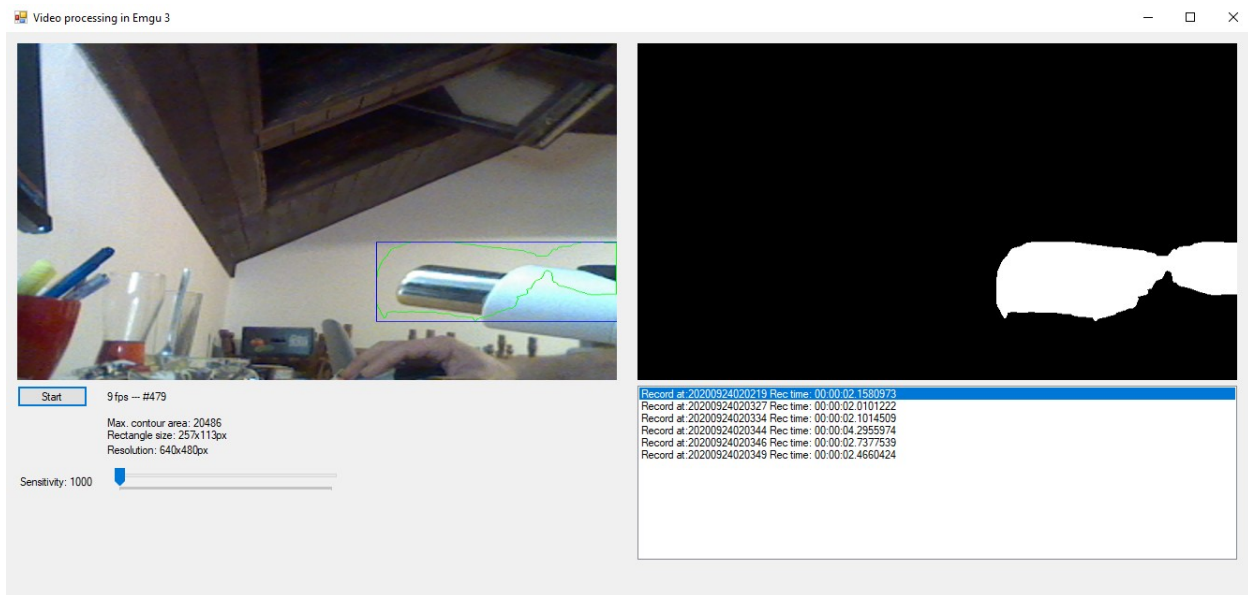 Video processing in Emgu 3
Start
9 fps --- #479
Max. contour area: 20486
Rectangle size: 257x113px
Resolution: 640x480px
Sensitivity: 1000
Record at:20200924020219 Rec time: 00:00:02.1580973
Record at:20200924020327 Rec time: 00:00:02.0101222
Record at:20200924020334 Rec time: 00:00:02.1014509
Record at:20200924020344 Rec time: 00:00:04.2955974
Record at:20200924020346 Rec time: 00:00:02.7377539
Record at:20200924020349 Rec time: 00:00:02.4660424